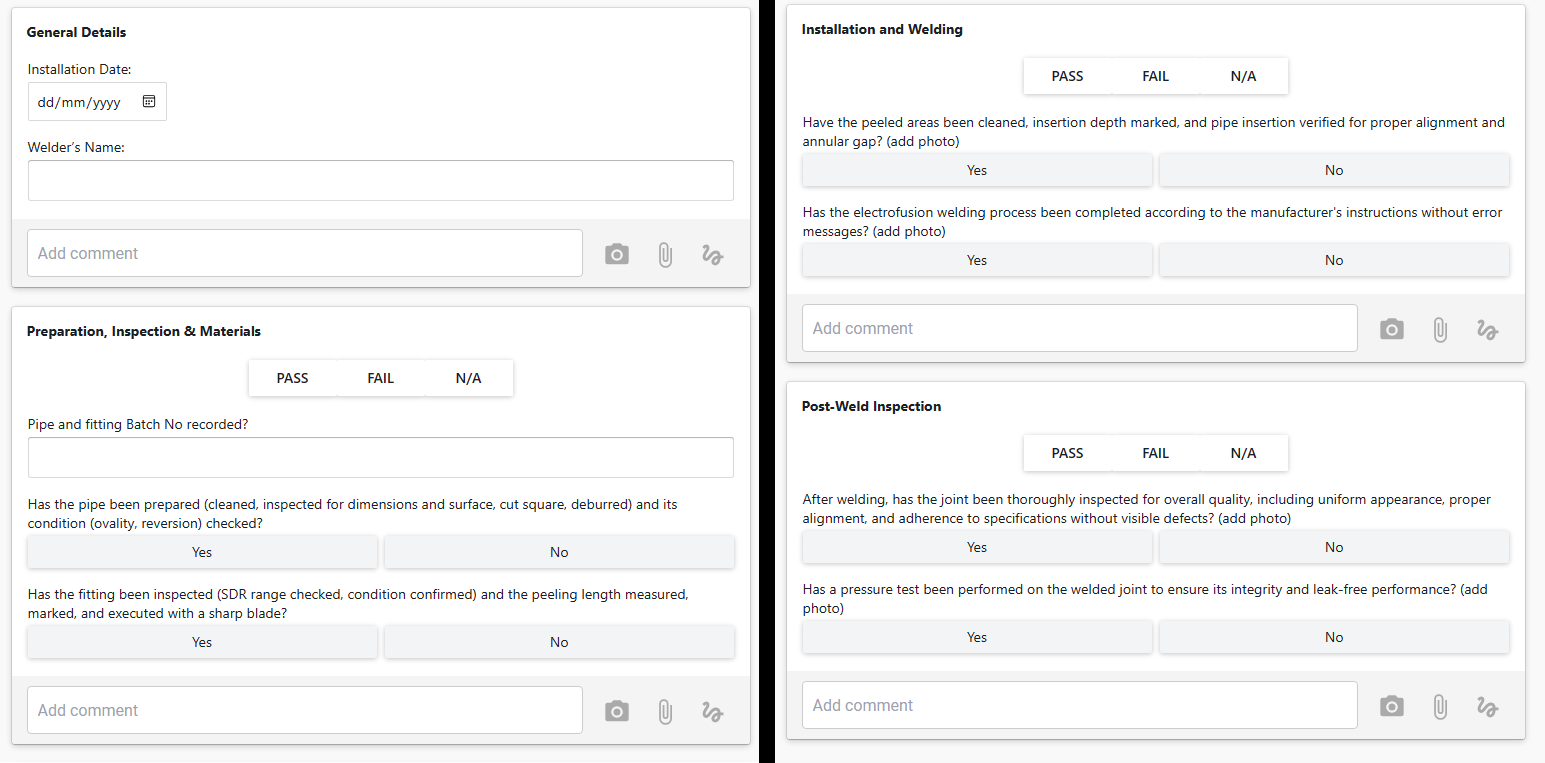 General Details
Installation Date:
dd/mm/yyyy
Welder's Name:
Add comment
Preparation, Inspection & Materials
PASS FAIL N/A
Pipe and fitting Batch No recorded?
Has the pipe been prepared (cleaned, inspected for dimensions and surface, cut square, deburred) and its
condition (ovality, reversion) checked?
Yes No
Has the fitting been inspected (SDR range checked, condition confirmed) and the peeling length measured,
marked, and executed with a sharp blade?
Yes No
Add comment
Installation and Welding
PASS FAIL N/A
Have the peeled areas been cleaned, insertion depth marked, and pipe insertion verified for proper alignment and
annular gap? (add photo)
Yes No
Has the electrofusion welding process been completed according to the manufacturer's instructions without error
messages? (add photo)
Yes No
Add comment
Post-Weld Inspection
PASS FAIL N/A
After welding, has the joint been thoroughly inspected for overall quality, including uniform appearance, proper
alignment, and adherence to specifications without visible defects? (add photo)
Yes No
Has a pressure test been performed on the welded joint to ensure its integrity and leak-free performance? (add
photo)
Yes No
Add comment